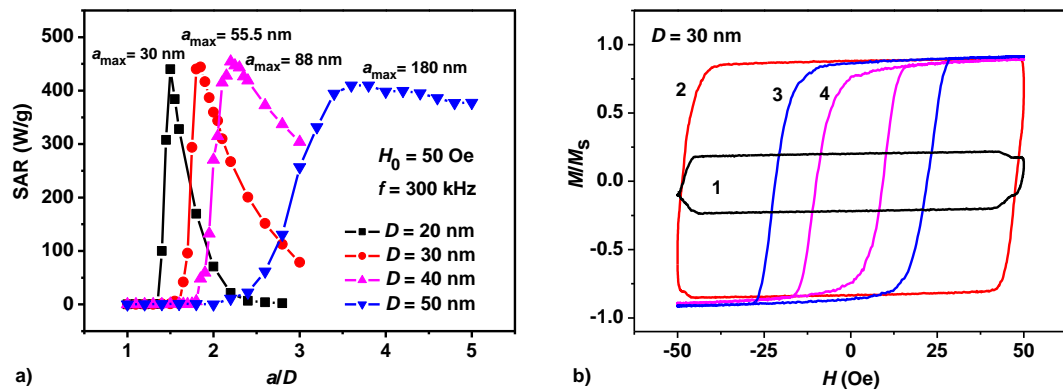 500
400
300
200
100
0
SAR (W/g)
a_max = 30 nm
a_max = 55.5 nm
a_max = 88 nm
a_max = 180 nm
H_0 = 50 Oe
f = 300 kHz
D = 20 nm
D = 30 nm
D = 40 nm
D = 50 nm
1 2 3 4 5
a/D
a)
D = 30 nm
1.0
0.5
0.0
-0.5
-1.0
M/M_S
2
3
4
1
-50 -25 0 25 50
H (Oe)
b)